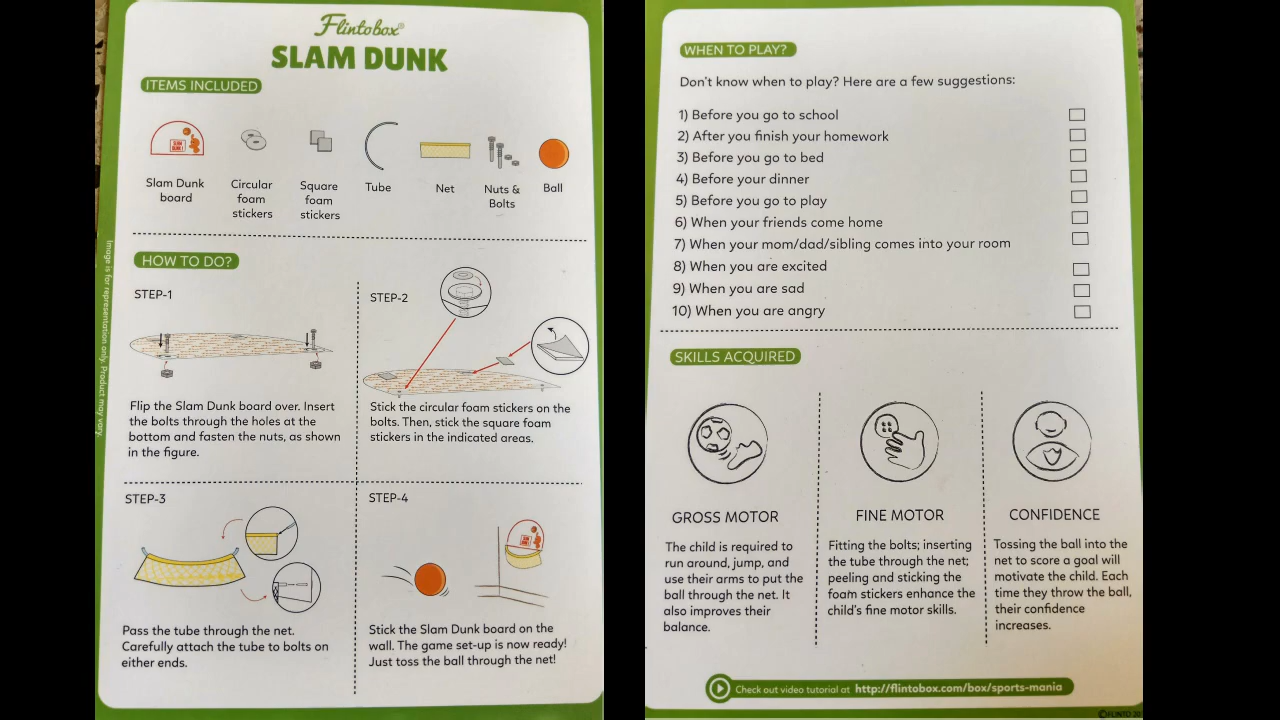 Flintobox®
SLAM DUNK
ITEMS INCLUDED
Slam Dunk
board
Circular
foam
stickers
Square
foam
stickers
Tube
Net
Nuts &
Bolts
Ball
Image is for representation only. Product may vary.
HOW TO DO?
STEP-1
Flip the Slam Dunk board over. Insert
the bolts through the holes at the
bottom and fasten the nuts, as shown
in the figure.
STEP-2
Stick the circular foam stickers on the
bolts. Then, stick the square foam
stickers in the indicated areas.
STEP-3
Pass the tube through the net.
Carefully attach the tube to bolts on
either ends.
STEP-4
Stick the Slam Dunk board on the
wall. The game set-up is now ready!
Just toss the ball through the net!
WHEN TO PLAY?
Don't know when to play? Here are a few suggestions:
1) Before you go to school
2) After you finish your homework
3) Before you go to bed
4) Before your dinner
5) Before you go to play
6) When your friends come home
7) When your mom/dad/sibling comes into your room
8) When you are excited
9) When you are sad
10) When you are angry
SKILLS ACQUIRED
GROSS MOTOR
The child is required to
run around, jump, and
use their arms to put the
ball through the net. It
also improves their
balance.
FINE MOTOR
Fitting the bolts; inserting
the tube through the net;
peeling and sticking the
foam stickers enhance the
child's fine motor skills.
CONFIDENCE
Tossing the ball into the
net to score a goal will
motivate the child. Each
time they throw the ball,
their confidence
increases.
Check out video tutorial at http://flintobox.com/box/sports-mania
©FLINTO